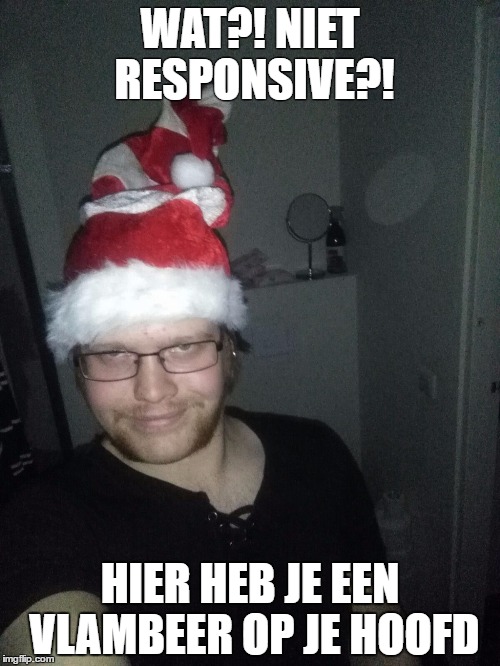 WAT?! NIET
RESPONSIVE?!
HIER HEB JE EEN
VLAMBEER OP JE HOOFD
imgflip.com